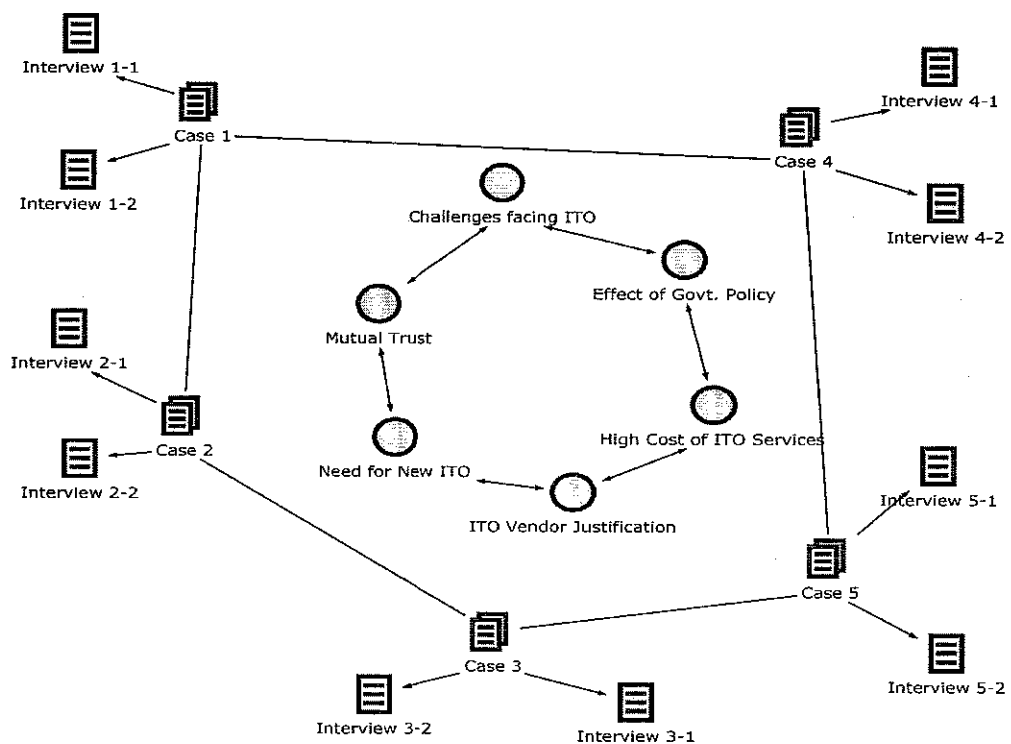 Interview 1-1
Case 1
Interview 1-2
Interview 4-1
Case 4
Interview 4-2
Challenges facing ITO
Effect of Govt. Policy
Mutual Trust
High Cost of ITO Services
Need for New ITO
ITO Vendor Justification
Interview 2-1
Case 2
Interview 2-2
Interview 5-1
Case 5
Interview 5-2
Case 3
Interview 3-2
Interview 3-1